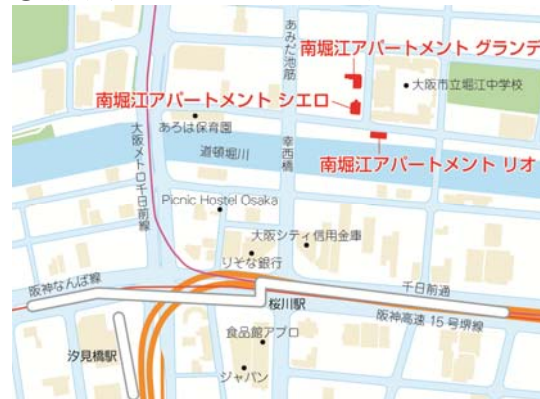 あみだ池筋
南堀江アパートメント グランデ
大阪市立堀江中学校
南堀江アパートメント シエロ
あろは保育園
大阪メトロ千日前線
道頓堀川
幸西橋
南堀江アパートメント リオ
Picnic Hostel Osaka
大阪シティ信用金庫
りそな銀行
阪神なんば線
千日前通
桜川駅
阪神高速 15 号堺線
汐見橋駅
食品館アプロ
ジャパン